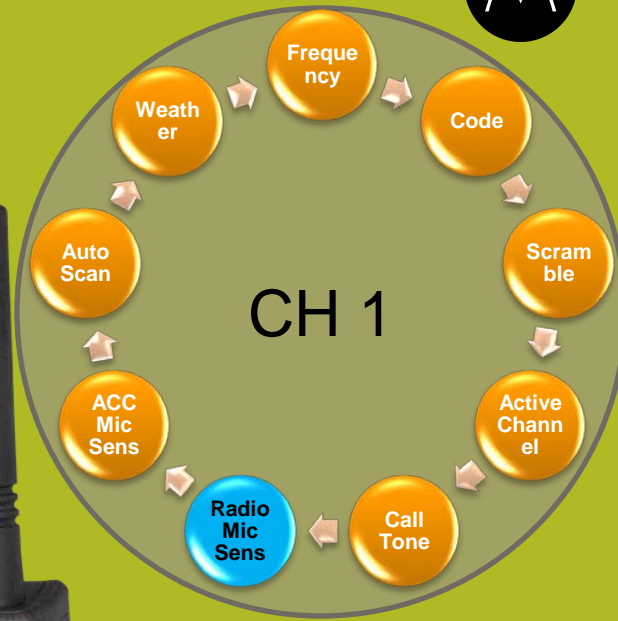 Freque
ncy
Code
Scram
ble
Active
Chann
el
Call
Tone
Radio
Mic
Sens
ACC
Mic
Sens
Auto
Scan
Weath
er
CH 1